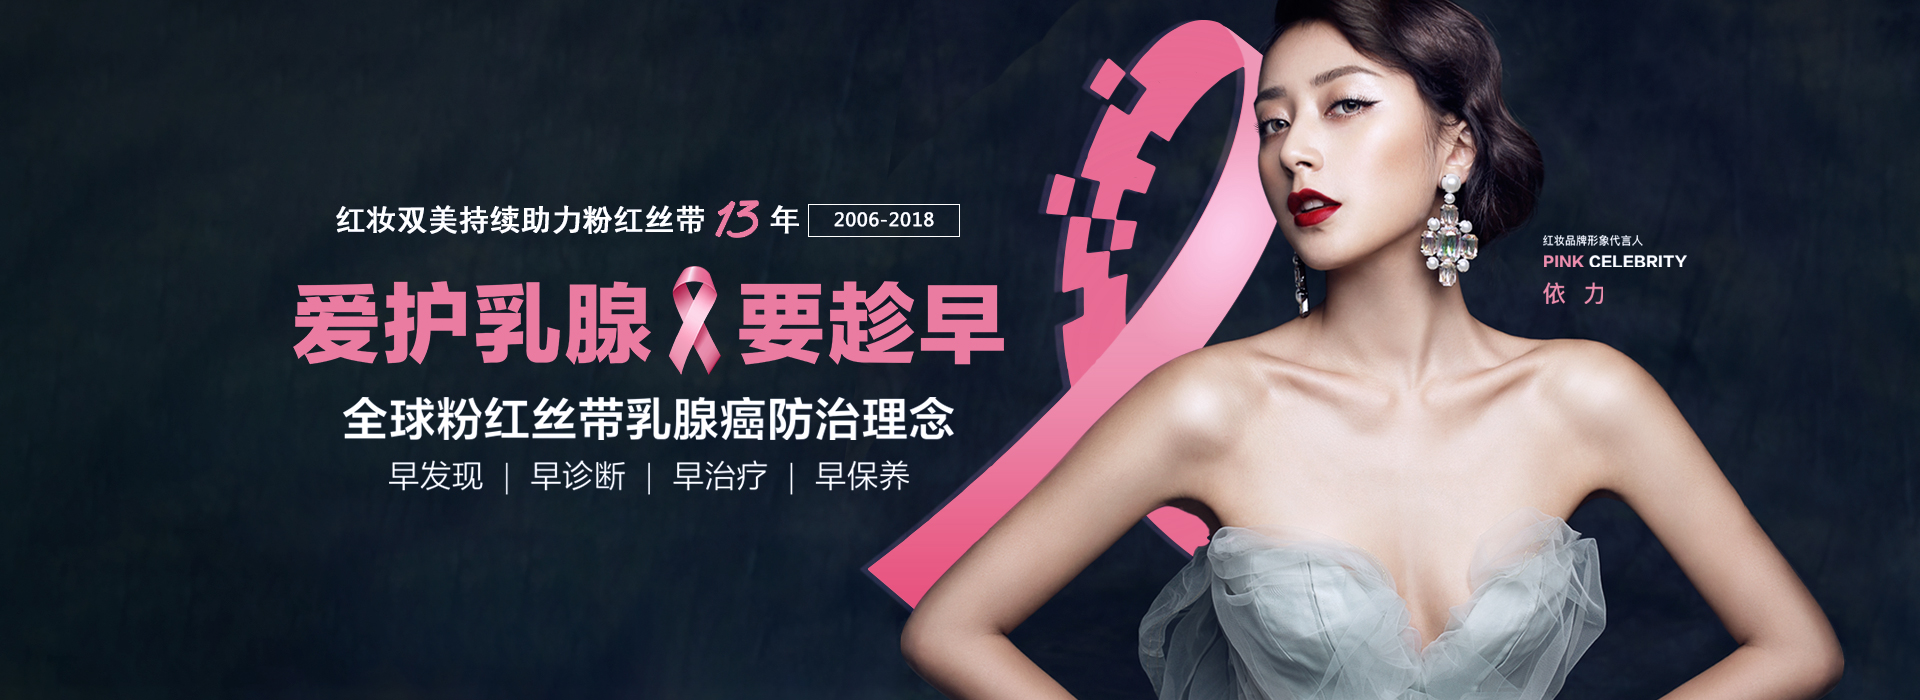 红妆双美持续助力粉红丝带13年 2006-2018
爱护乳腺 要趁早
全球粉红丝带乳腺癌防治理念
早发现 | 早诊断 | 早治疗 | 早保养
红妆品牌形象代言人
PINK CELEBRITY
依 力